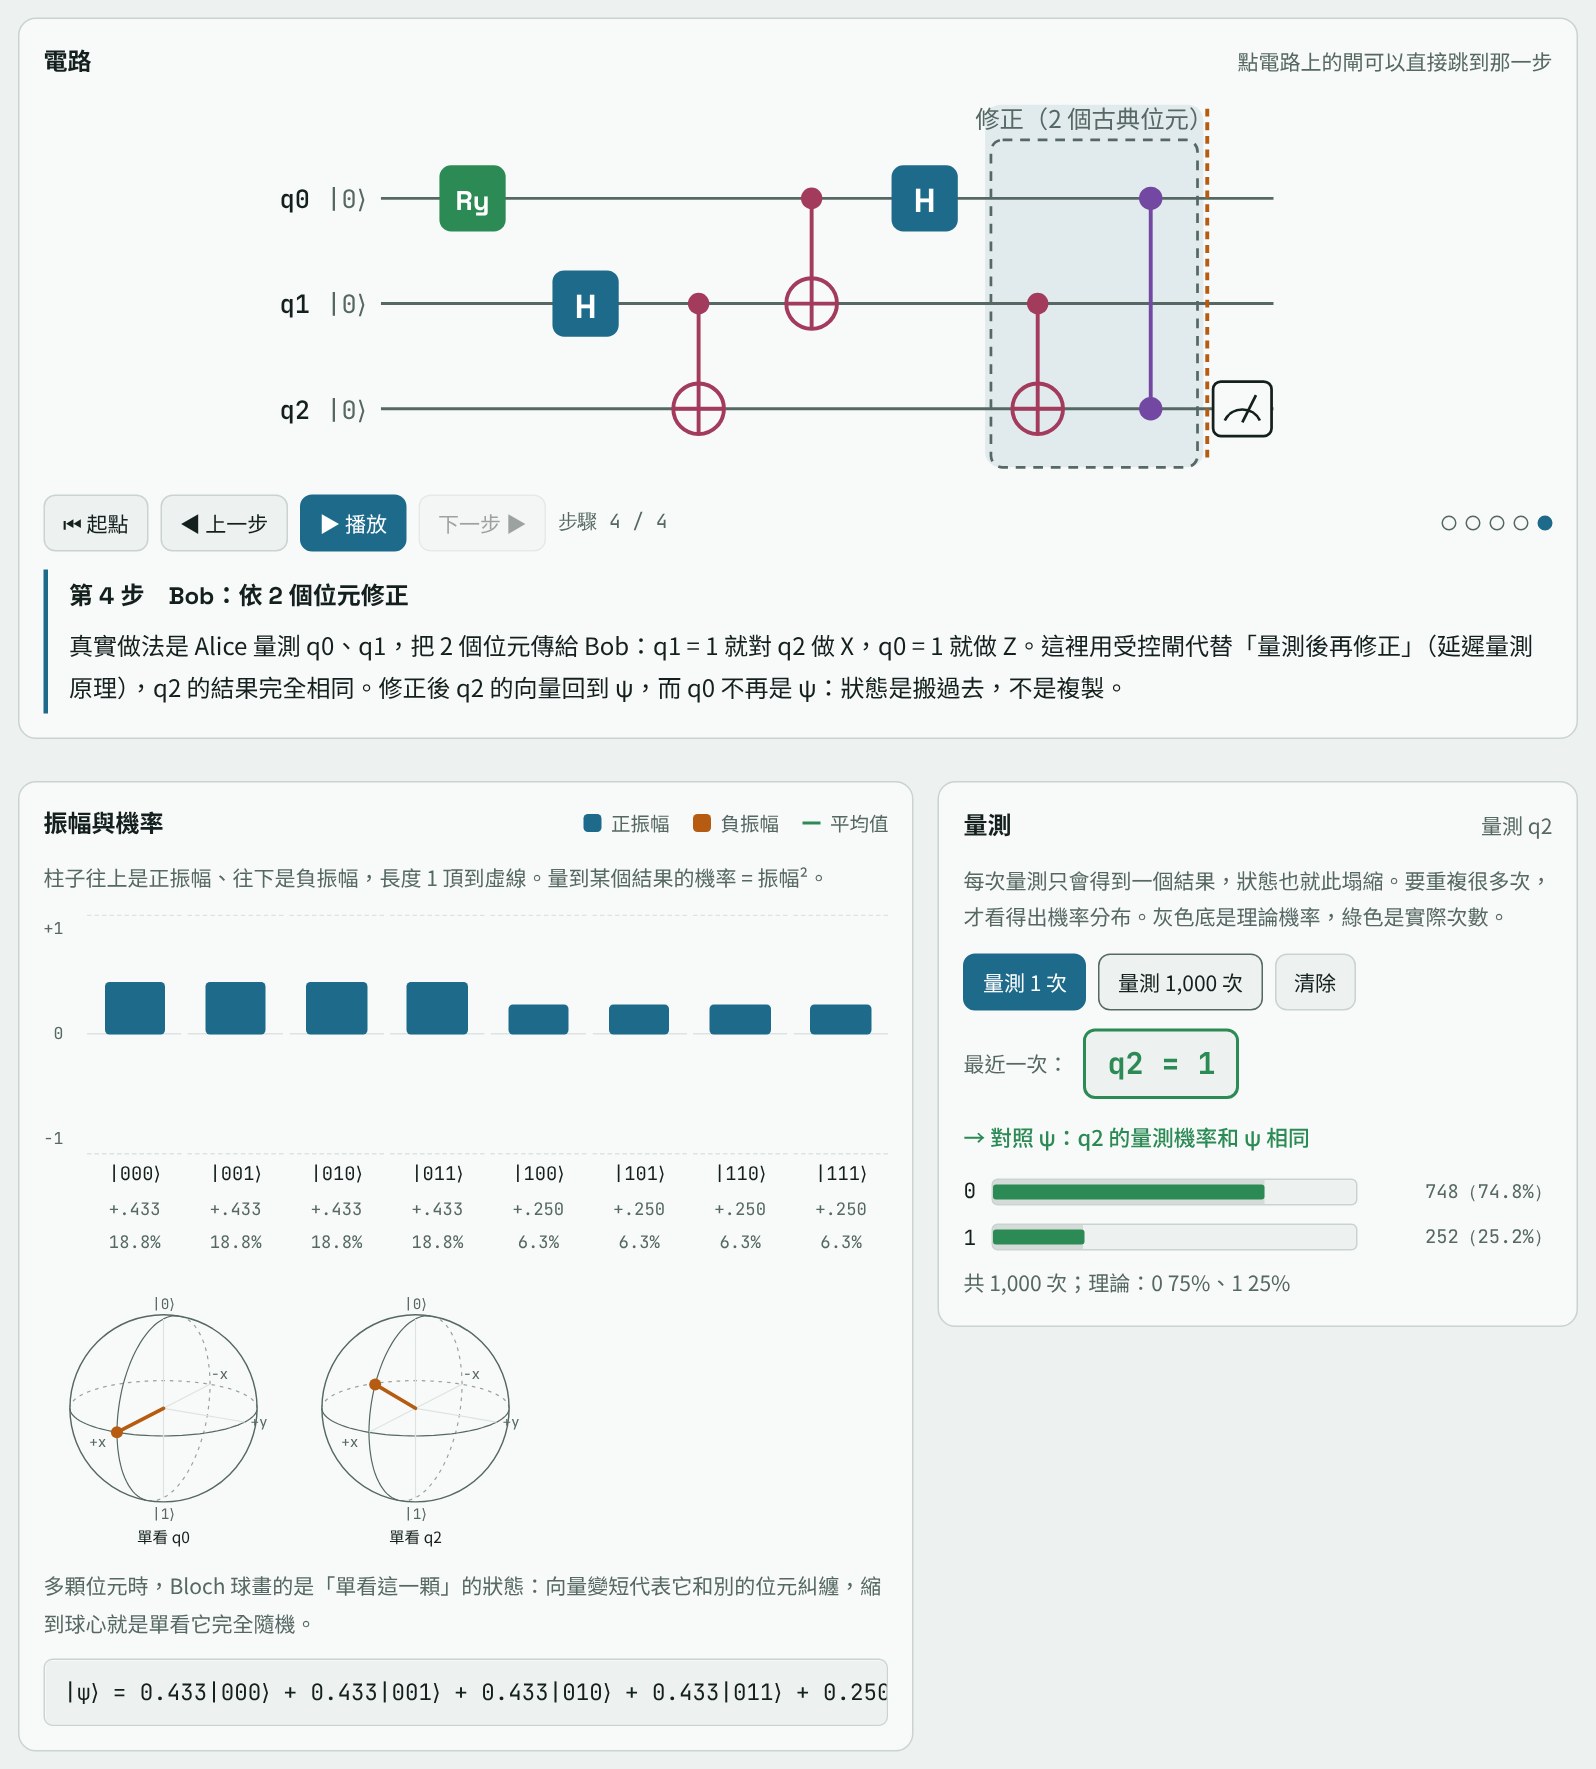 電路
點電路上的閘可以直接跳到那一步
修正（2 個古典位元）
q0 |0⟩ Ry H
q1 |0⟩ H
q2 |0⟩
⏮ 起點 ◀ 上一步 ▶ 播放 下一步 ▶ 步驟 4 / 4
第 4 步 Bob：依 2 個位元修正
真實做法是 Alice 量測 q0、q1，把 2 個位元傳給 Bob：q1 = 1 就對 q2 做 X，q0 = 1 就做 Z。這裡用受控閘代替「量測後再修正」（延遲量測
原理），q2 的結果完全相同。修正後 q2 的向量回到 ψ，而 q0 不再是 ψ：狀態是搬過去，不是複製。
振幅與機率 正振幅 負振幅 平均值
柱子往上是正振幅、往下是負振幅，長度 1 頂到虛線。量到某個結果的機率 = 振幅²。
+1
0
-1
|000⟩ |001⟩ |010⟩ |011⟩ |100⟩ |101⟩ |110⟩ |111⟩
+.433 +.433 +.433 +.433 +.250 +.250 +.250 +.250
18.8% 18.8% 18.8% 18.8% 6.3% 6.3% 6.3% 6.3%
|0⟩ |0⟩
-x -x
+y +y
+x +x
|1⟩ |1⟩
單看 q0 單看 q2
多顆位元時，Bloch 球畫的是「單看這一顆」的狀態：向量變短代表它和別的位元糾纏，縮
到球心就是單看它完全隨機。
|ψ⟩ = 0.433|000⟩ + 0.433|001⟩ + 0.433|010⟩ + 0.433|011⟩ + 0.250
量測 量測 q2
每次量測只會得到一個結果，狀態也就此塌縮。要重複很多次，
才看得出機率分布。灰色底是理論機率，綠色是實際次數。
量測 1 次 量測 1,000 次 清除
最近一次： q2 = 1
→ 對照 ψ：q2 的量測機率和 ψ 相同
0 748 (74.8%)
1 252 (25.2%)
共 1,000 次；理論：0 75%、1 25%